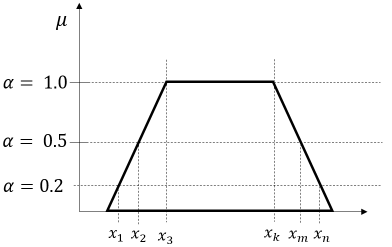 μ
α = 1.0
α = 0.5
α = 0.2
x₁ x₂ x₃ xₖ xₘ xₙ